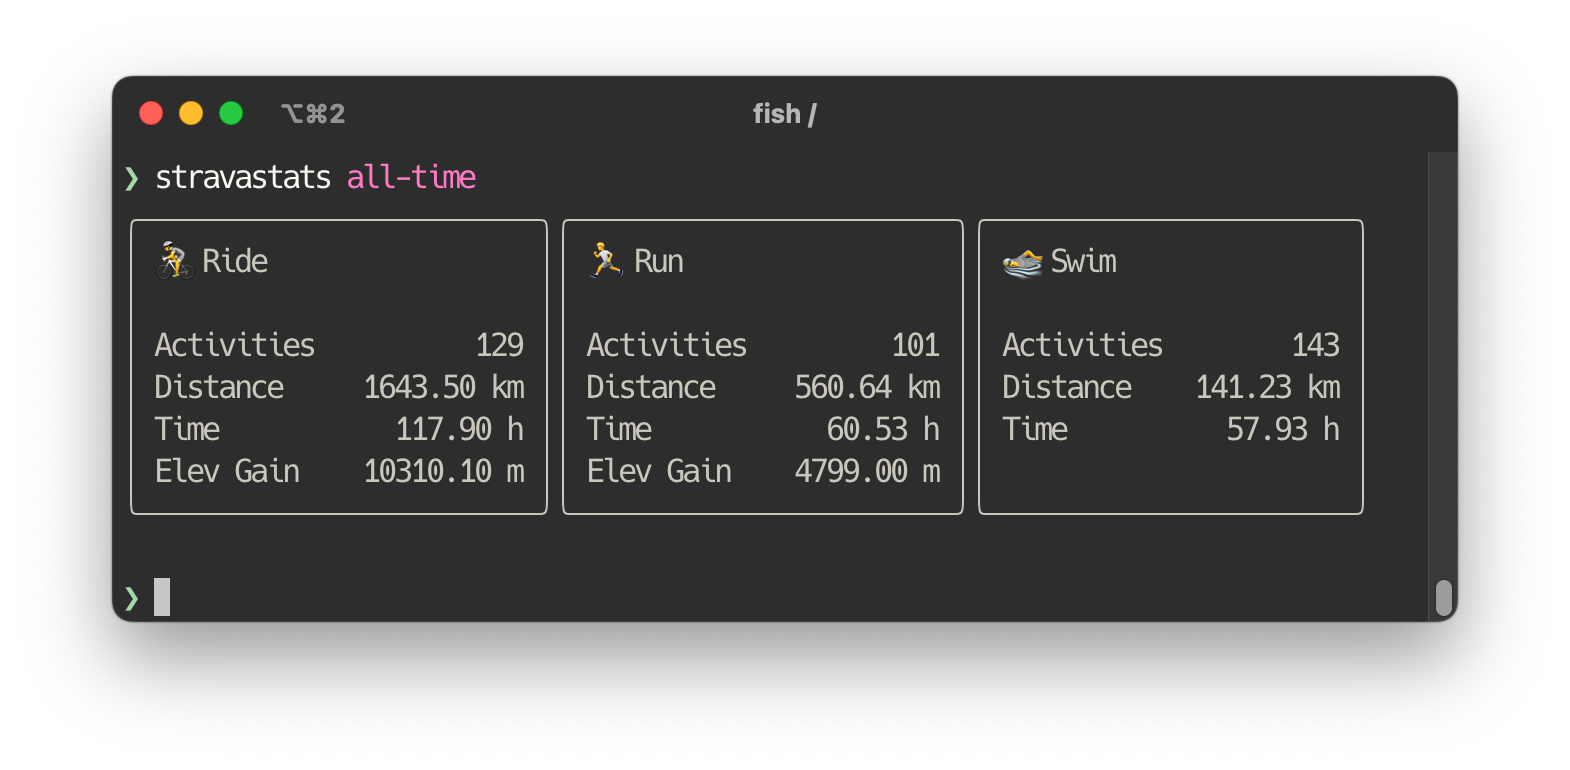 ⌥⌘2 fish /
❯ stravastats all-time
🚴 Ride
Activities 129
Distance 1643.50 km
Time 117.90 h
Elev Gain 10310.10 m
🏃 Run
Activities 101
Distance 560.64 km
Time 60.53 h
Elev Gain 4799.00 m
🏊 Swim
Activities 143
Distance 141.23 km
Time 57.93 h
❯